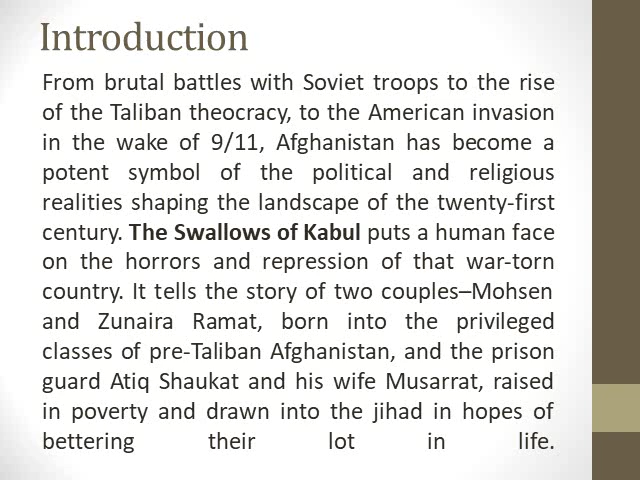 Introduction
From brutal battles with Soviet troops to the rise
of the Taliban theocracy, to the American invasion
in the wake of 9/11, Afghanistan has become a
potent symbol of the political and religious
realities shaping the landscape of the twenty-first
century. The Swallows of Kabul puts a human face
on the horrors and repression of that war-torn
country. It tells the story of two couples–Mohsen
and Zunaira Ramat, born into the privileged
classes of pre-Taliban Afghanistan, and the prison
guard Atiq Shaukat and his wife Musarrat, raised
in poverty and drawn into the jihad in hopes of
bettering their lot in life.